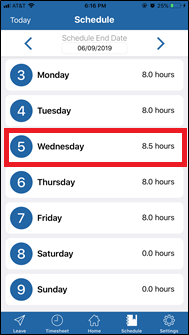 AT&T 6:16 PM 25%
Today Schedule
Schedule End Date
06/09/2019
3 Monday 8.0 hours
4 Tuesday 8.0 hours
5 Wednesday 8.5 hours
6 Thursday 8.0 hours
7 Friday 8.0 hours
8 Saturday 0.0 hours
9 Sunday 0.0 hours
Leave Timesheet Home Schedule Settings